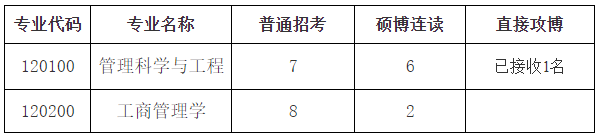 专业代码 专业名称 普通招考 硕博连读 直接攻博
120100 管理科学与工程 7 6 已接收1名
120200 工商管理学 8 2